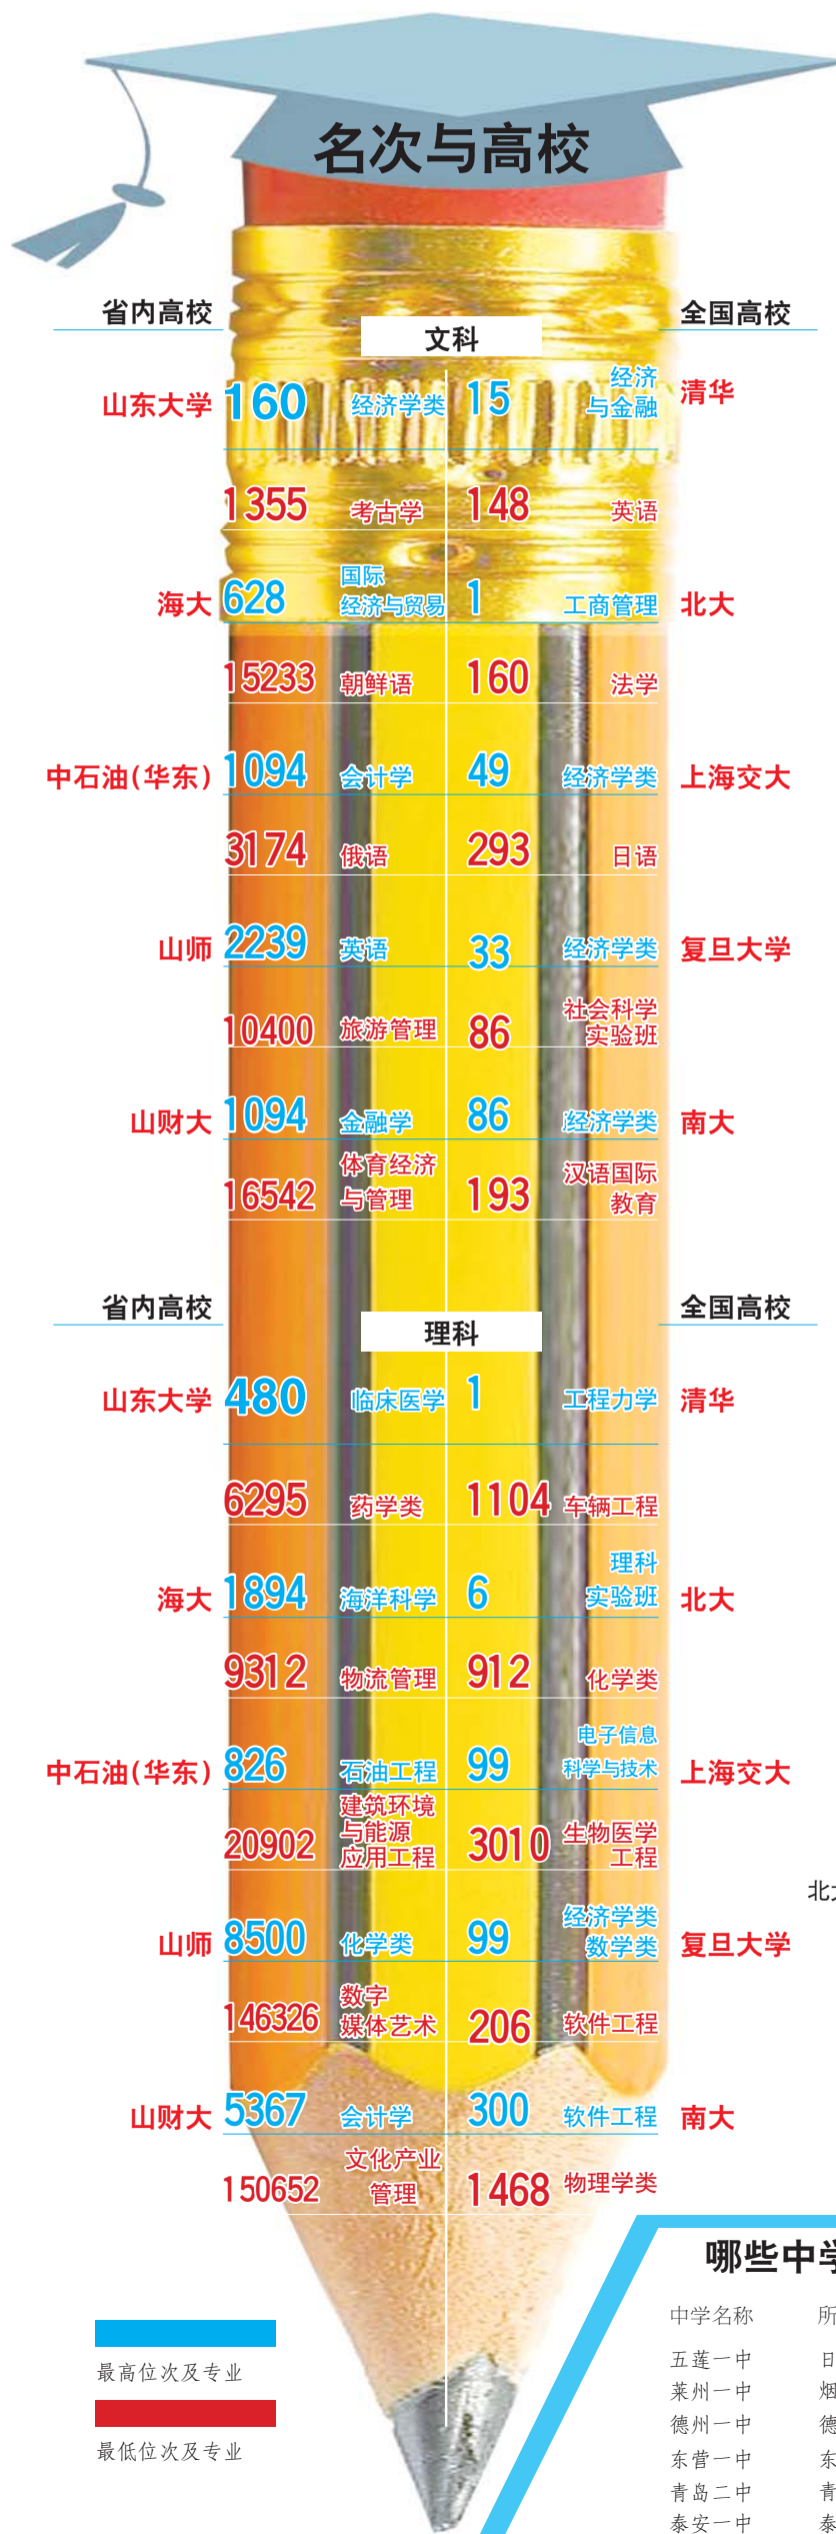 名次与高校
省内高校
全国高校
文科
山东大学 160 经济学类 15 经济
与金融 清华
1355 考古学 148 英语
海大 628 国际
经济与贸易 1 工商管理 北大
15233 朝鲜语 160 法学
中石油(华东) 1094 会计学 49 经济学类 上海交大
3174 俄语 293 日语
山师 2239 英语 33 经济学类 复旦大学
10400 旅游管理 86 社会科学
实验班
山财大 1094 金融学 86 经济学类 南大
16542 体育经济
与管理 193 汉语国际
教育
省内高校
全国高校
理科
山东大学 480 临床医学 1 工程力学 清华
6295 药学类 1104 车辆工程
海大 1894 海洋科学 6 理科
实验班 北大
9312 物流管理 912 化学类
中石油(华东) 826 石油工程 99 电子信息
科学与技术 上海交大
20902 建筑环境
与能源
应用工程 3010 生物医学
工程
北
山师 8500 化学类 99 经济学类
数学类 复旦大学
146326 数字
媒体艺术 206 软件工程
山财大 5367 会计学 300 软件工程 南大
150652 文化产业
管理 1468 物理学类
最高位次及专业
最低位次及专业
哪些中学
中学名称 所
五莲一中 日
莱州一中 烟
德州一中 德
东营一中 东
青岛二中 青
泰安一中 泰